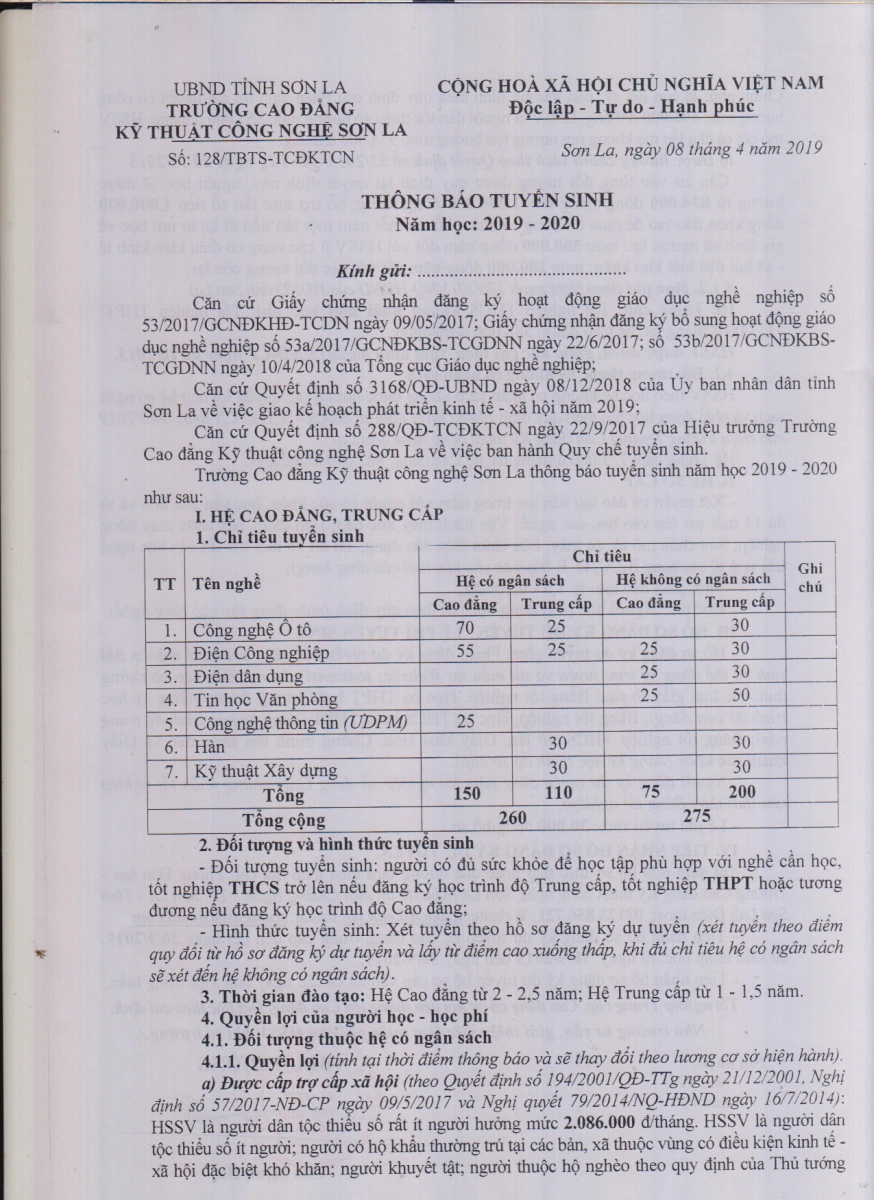 UBND TỈNH SƠN LA
TRƯỜNG CAO ĐẲNG
KỸ THUẬT CÔNG NGHỆ SƠN LA
Số: 128/TBTS-TCĐKTCN
CỘNG HOÀ XÃ HỘI CHỦ NGHĨA VIỆT NAM
Độc lập - Tự do - Hạnh phúc
Sơn La, ngày 08 tháng 4 năm 2019
THÔNG BÁO TUYỂN SINH
Năm học: 2019 - 2020
Kính gửi: ..........................................
Căn cứ Giấy chứng nhận đăng ký hoạt động giáo dục nghề nghiệp số
53/2017/GCNĐKHĐ-TCDN ngày 09/05/2017; Giấy chứng nhận đăng ký bổ sung hoạt động giáo
dục nghề nghiệp số 53a/2017/GCNĐKBS-TCGDNN ngày 22/6/2017; số 53b/2017/GCNĐKBS-
TCGDNN ngày 10/4/2018 của Tổng cục Giáo dục nghề nghiệp;
Căn cứ Quyết định số 3168/QĐ-UBND ngày 08/12/2018 của Ủy ban nhân dân tỉnh
Sơn La về việc giao kế hoạch phát triển kinh tế - xã hội năm 2019;
Căn cứ Quyết định số 288/QĐ-TCĐKTCN ngày 22/9/2017 của Hiệu trưởng Trường
Cao đẳng Kỹ thuật công nghệ Sơn La về việc ban hành Quy chế tuyển sinh.
Trường Cao đẳng Kỹ thuật công nghệ Sơn La thông báo tuyển sinh năm học 2019 - 2020
như sau:
I. HỆ CAO ĐẲNG, TRUNG CẤP
1. Chỉ tiêu tuyển sinh
TT Tên nghề Chỉ tiêu Ghi chú
Hệ có ngân sách Hệ không có ngân sách
Cao đẳng Trung cấp Cao đẳng Trung cấp
1. Công nghệ Ô tô 70 25 30
2. Điện Công nghiệp 55 25 25 30
3. Điện dân dụng 25 30
4. Tin học Văn phòng 25 50
5. Công nghệ thông tin (UDPM) 25
6. Hàn 30 30
7. Kỹ thuật Xây dựng 30 30
Tổng 150 110 75 200
Tổng cộng 260 275
2. Đối tượng và hình thức tuyển sinh
- Đối tượng tuyển sinh: người có đủ sức khỏe để học tập phù hợp với nghề cần học,
tốt nghiệp THCS trở lên nếu đăng ký học trình độ Trung cấp, tốt nghiệp THPT hoặc tương
đương nếu đăng ký học trình độ Cao đẳng;
- Hình thức tuyển sinh: Xét tuyển theo hồ sơ đăng ký dự tuyển (xét tuyển theo điểm
quy đổi từ hồ sơ đăng ký dự tuyển và lấy từ điểm cao xuống thấp, khi đủ chỉ tiêu hệ có ngân sách
sẽ xét đến hệ không có ngân sách).
3. Thời gian đào tạo: Hệ Cao đẳng từ 2 - 2,5 năm; Hệ Trung cấp từ 1 - 1,5 năm.
4. Quyền lợi của người học - học phí
4.1. Đối tượng thuộc hệ có ngân sách
4.1.1. Quyền lợi (tính tại thời điểm thông báo và sẽ thay đổi theo lương cơ sở hiện hành).
a) Được cấp trợ cấp xã hội (theo Quyết định số 194/2001/QĐ-TTg ngày 21/12/2001, Nghị
định số 57/2017-NĐ-CP ngày 09/5/2017 và Nghị quyết 79/2014/NQ-HĐND ngày 16/7/2014):
HSSV là người dân tộc thiểu số rất ít người hưởng mức 2.086.000 đ/tháng. HSSV là người dân
tộc thiểu số ít người; người có hộ khẩu thường trú tại các bản, xã thuộc vùng có điều kiện kinh tế -
xã hội đặc biệt khó khăn; người khuyết tật; người thuộc hộ nghèo theo quy định của Thủ tướng